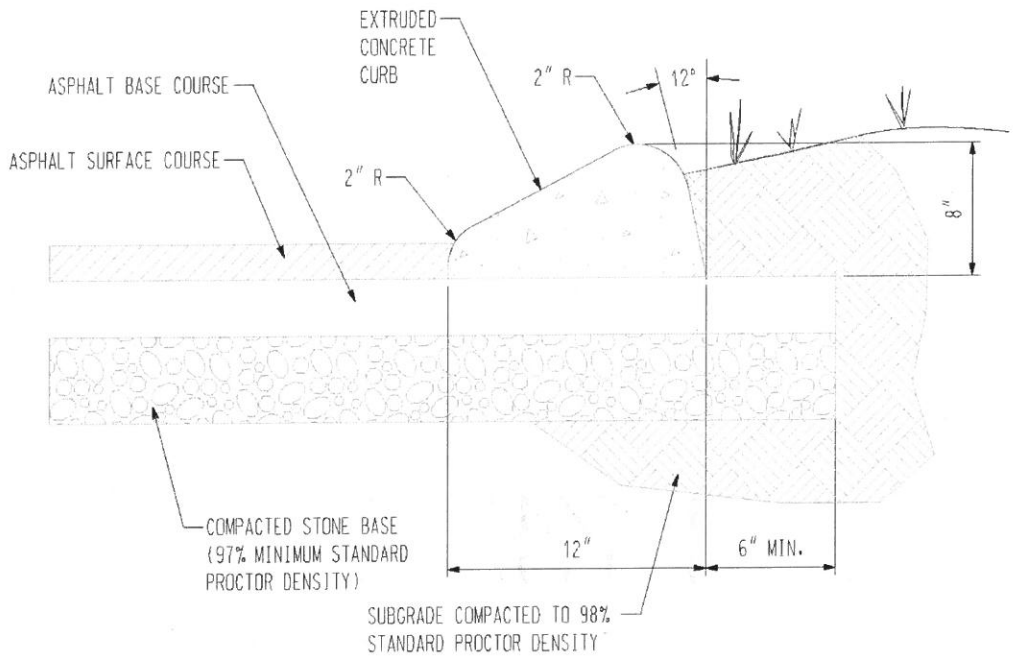 EXTRUDED
CONCRETE
CURB
ASPHALT BASE COURSE
2" R
12°
ASPHALT SURFACE COURSE
2" R
8"
COMPACTED STONE BASE
(97% MINIMUM STANDARD
PROCTOR DENSITY)
12"
6" MIN.
SUBGRADE COMPACTED TO 98%
STANDARD PROCTOR DENSITY